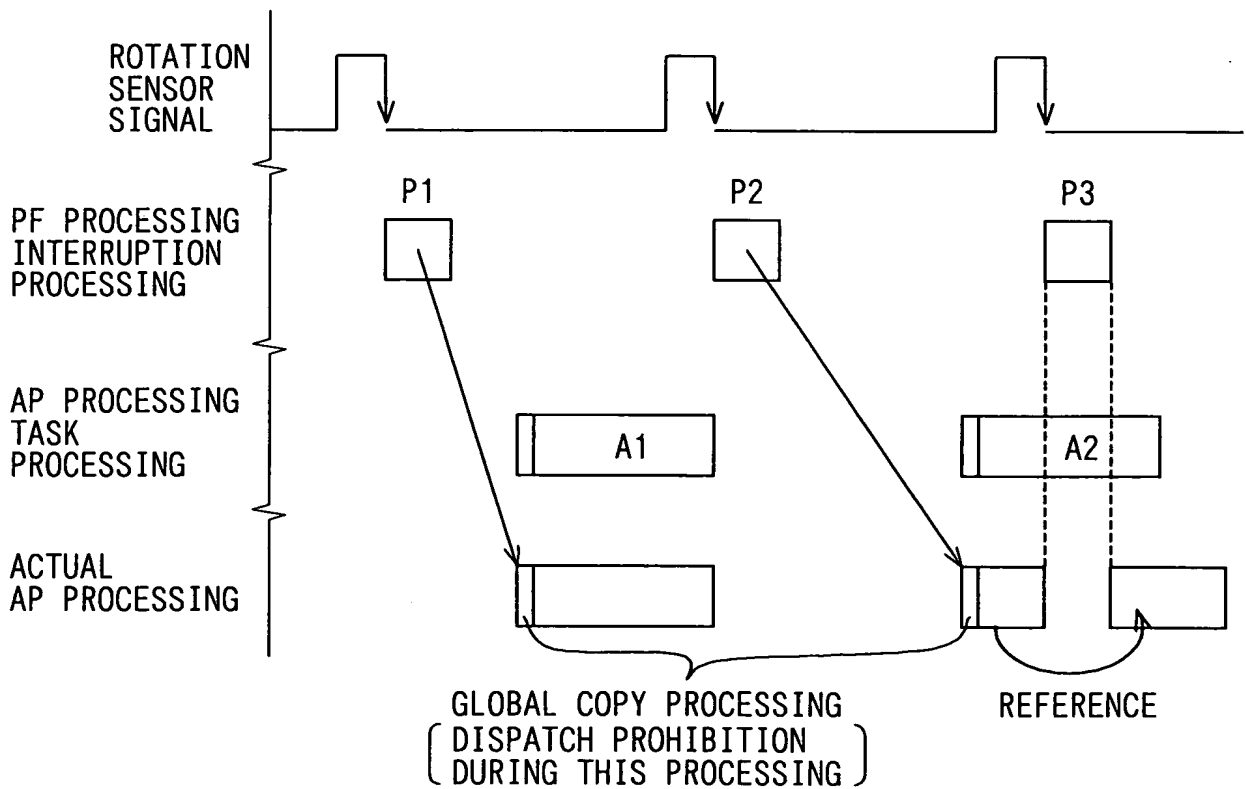 ROTATION
SENSOR
SIGNAL
P1
P2
P3
PF PROCESSING
INTERRUPTION
PROCESSING
AP PROCESSING
TASK
PROCESSING
A1
A2
ACTUAL
AP PROCESSING
GLOBAL COPY PROCESSING
DISPATCH PROHIBITION
DURING THIS PROCESSING
REFERENCE